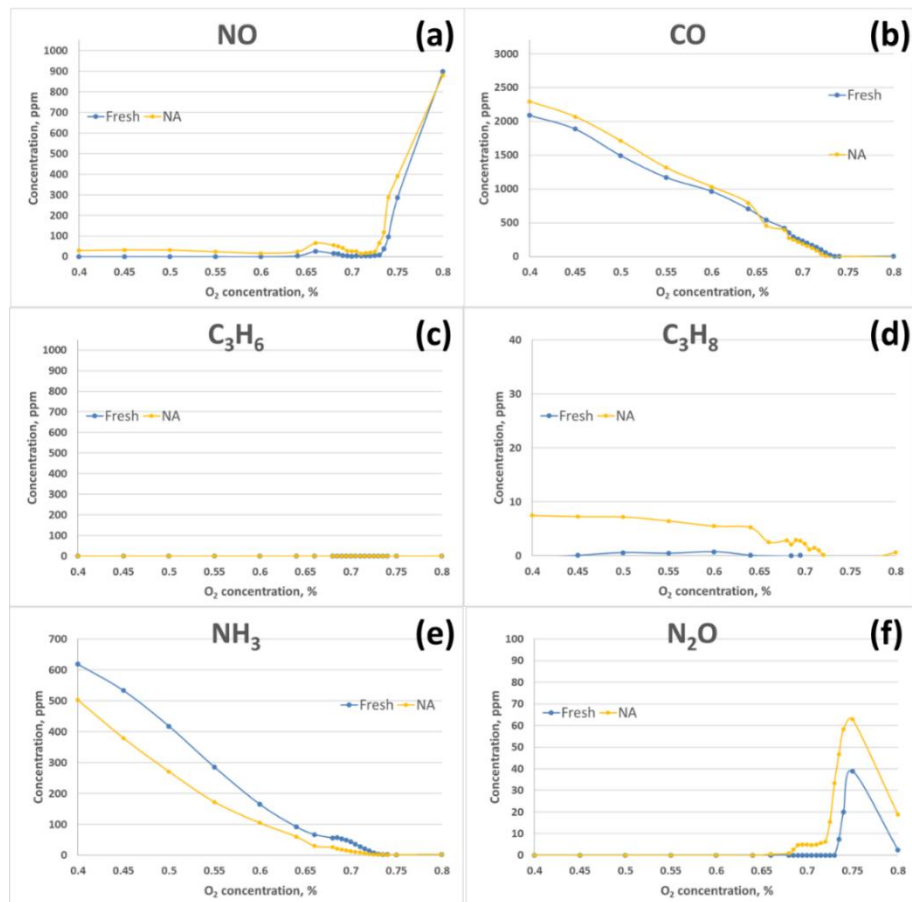 NO
(a)
1000
900
800
700
600
500
400
300
200
100
0
Concentration, ppm
Fresh NA
0.4 0.45 0.5 0.55 0.6 0.65 0.7 0.75 0.8
O₂ concentration, %
CO
(b)
3000
2500
2000
1500
1000
500
0
Concentration, ppm
Fresh
NA
0.4 0.45 0.5 0.55 0.6 0.65 0.7 0.75 0.8
O₂ concentration, %
C₃H₆
(c)
1000
900
800
700
600
500
400
300
200
100
0
Concentration, ppm
Fresh NA
0.4 0.45 0.5 0.55 0.6 0.65 0.7 0.75 0.8
O₂ concentration, %
C₃H₈
(d)
40
30
20
10
0
Concentration, ppm
Fresh NA
0.4 0.45 0.5 0.55 0.6 0.65 0.7 0.75 0.8
O₂ concentration, %
NH₃
(e)
700
600
500
400
300
200
100
0
Concentration, ppm
Fresh NA
0.4 0.45 0.5 0.55 0.6 0.65 0.7 0.75 0.8
O₂ concentration, %
N₂O
(f)
100
90
80
70
60
50
40
30
20
10
0
Concentration, ppm
Fresh NA
0.4 0.45 0.5 0.55 0.6 0.65 0.7 0.75 0.8
O₂ concentration, %